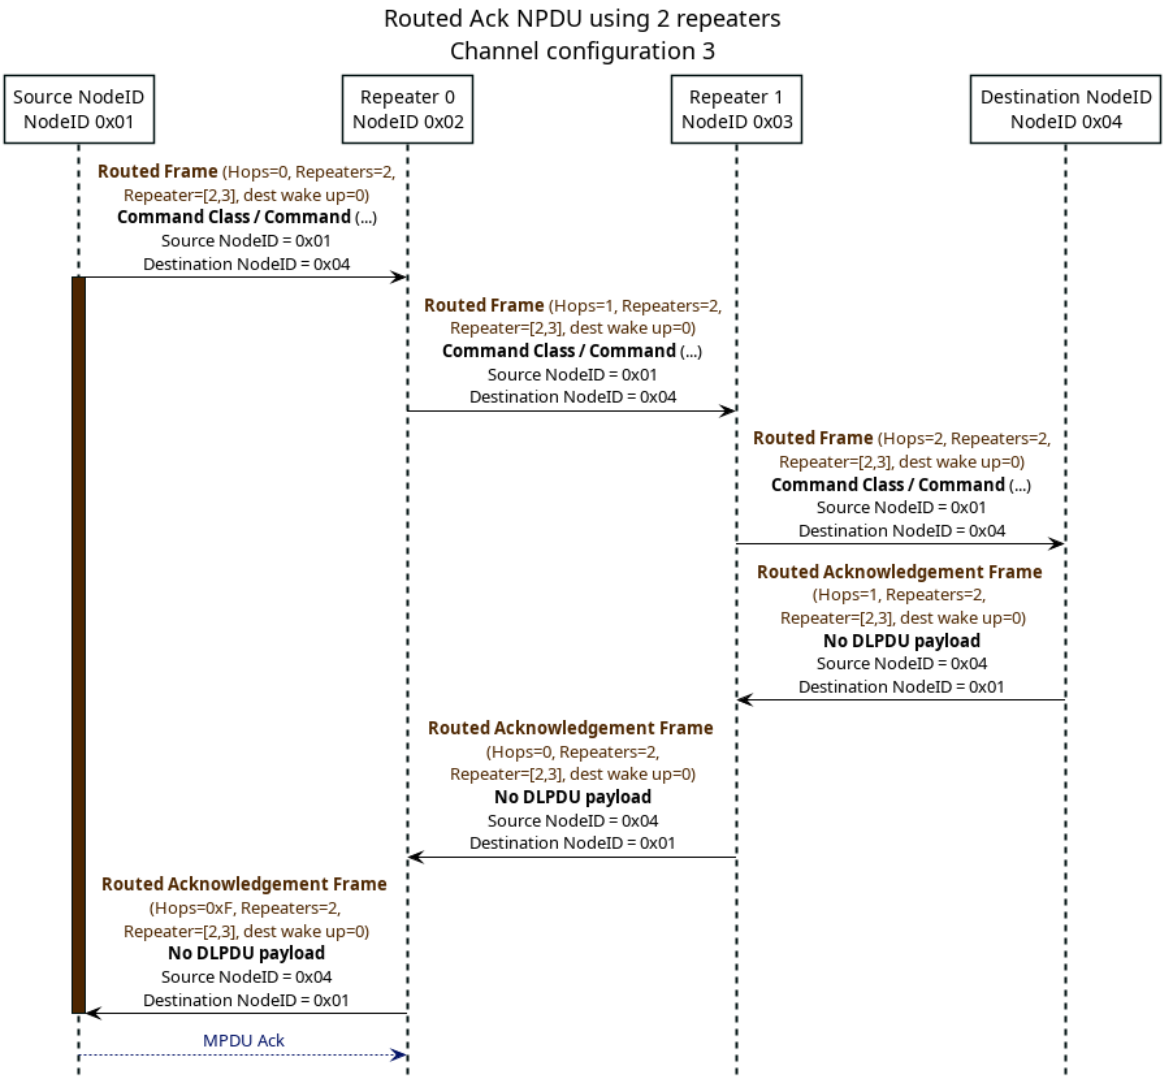 Routed Ack NPDU using 2 repeaters
Channel configuration 3
Source NodeID
NodeID 0x01
Repeater 0
NodeID 0x02
Repeater 1
NodeID 0x03
Destination NodeID
NodeID 0x04
Routed Frame (Hops=0, Repeaters=2,
Repeater=[2,3], dest wake up=0)
Command Class / Command (...)
Source NodeID = 0x01
Destination NodeID = 0x04
Routed Frame (Hops=1, Repeaters=2,
Repeater=[2,3], dest wake up=0)
Command Class / Command (...)
Source NodeID = 0x01
Destination NodeID = 0x04
Routed Frame (Hops=2, Repeaters=2,
Repeater=[2,3], dest wake up=0)
Command Class / Command (...)
Source NodeID = 0x01
Destination NodeID = 0x04
Routed Acknowledgement Frame
(Hops=1, Repeaters=2,
Repeater=[2,3], dest wake up=0)
No DLPDU payload
Source NodeID = 0x04
Destination NodeID = 0x01
Routed Acknowledgement Frame
(Hops=0, Repeaters=2,
Repeater=[2,3], dest wake up=0)
No DLPDU payload
Source NodeID = 0x04
Destination NodeID = 0x01
Routed Acknowledgement Frame
(Hops=0xF, Repeaters=2,
Repeater=[2,3], dest wake up=0)
No DLPDU payload
Source NodeID = 0x04
Destination NodeID = 0x01
MPDU Ack